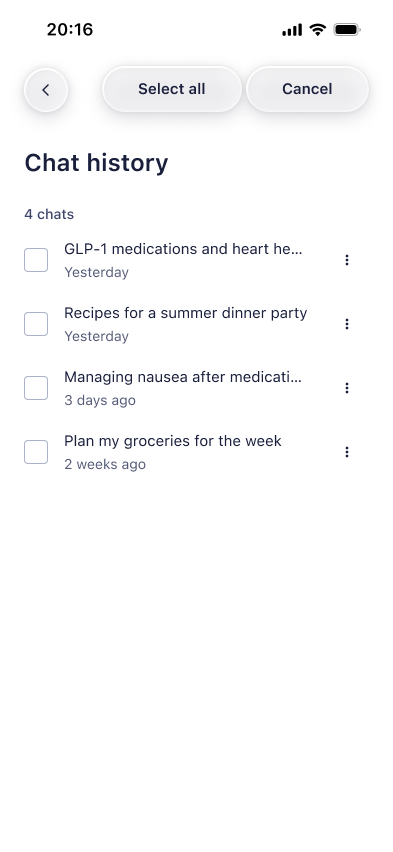 20:16
Select all
Cancel
Chat history
4 chats
GLP-1 medications and heart he...
Yesterday
Recipes for a summer dinner party
Yesterday
Managing nausea after medicati...
3 days ago
Plan my groceries for the week
2 weeks ago